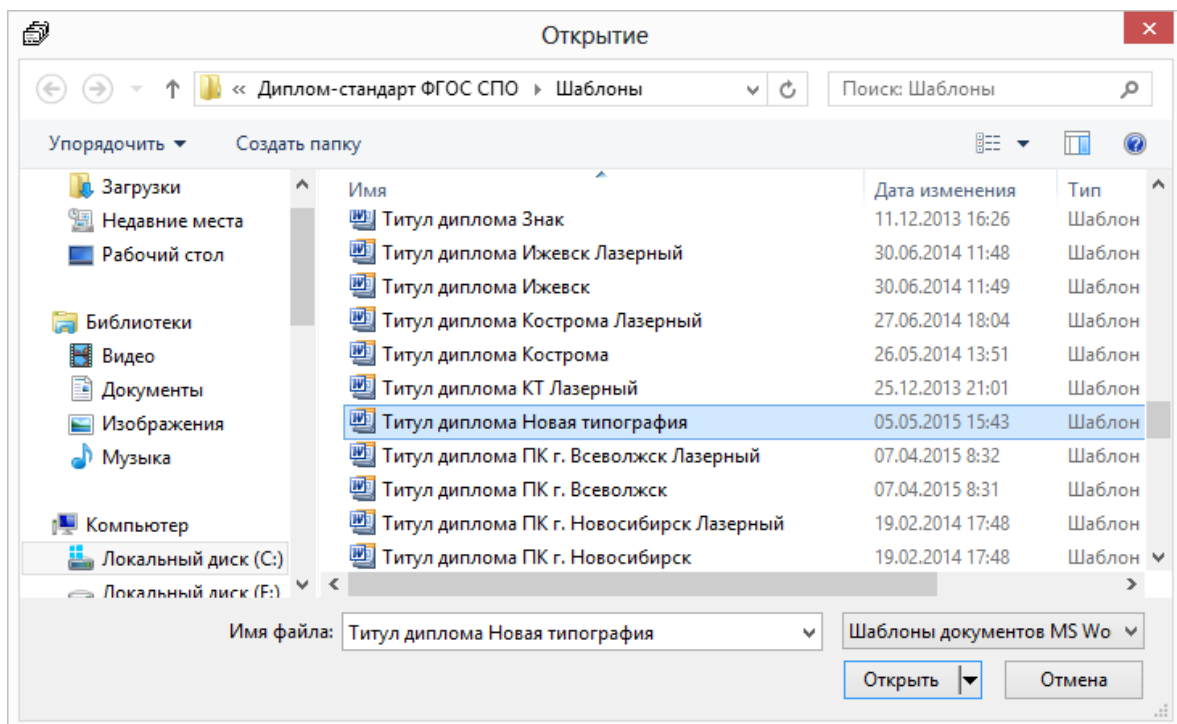 Открытие
« Диплом-стандарт ФГОС СПО Шаблоны
Поиск: Шаблоны
Упорядочить Создать папку
Загрузки
Недавние места
Рабочий стол
Библиотеки
Видео
Документы
Изображения
Музыка
Компьютер
Локальный диск (C:)
Локальный диск (F:)
Имя Дата изменения Тип
Титул диплома Знак 11.12.2013 16:26 Шаблон
Титул диплома Ижевск Лазерный 30.06.2014 11:48 Шаблон
Титул диплома Ижевск 30.06.2014 11:49 Шаблон
Титул диплома Кострома Лазерный 27.06.2014 18:04 Шаблон
Титул диплома Кострома 26.05.2014 13:51 Шаблон
Титул диплома КТ Лазерный 25.12.2013 21:01 Шаблон
Титул диплома Новая типография 05.05.2015 15:43 Шаблон
Титул диплома ПК г. Всеволжск Лазерный 07.04.2015 8:32 Шаблон
Титул диплома ПК г. Всеволжск 07.04.2015 8:31 Шаблон
Титул диплома ПК г. Новосибирск Лазерный 19.02.2014 17:48 Шаблон
Титул диплома ПК г. Новосибирск 19.02.2014 17:48 Шаблон
Имя файла: Титул диплома Новая типография Шаблоны документов MS Wo
Открыть Отмена